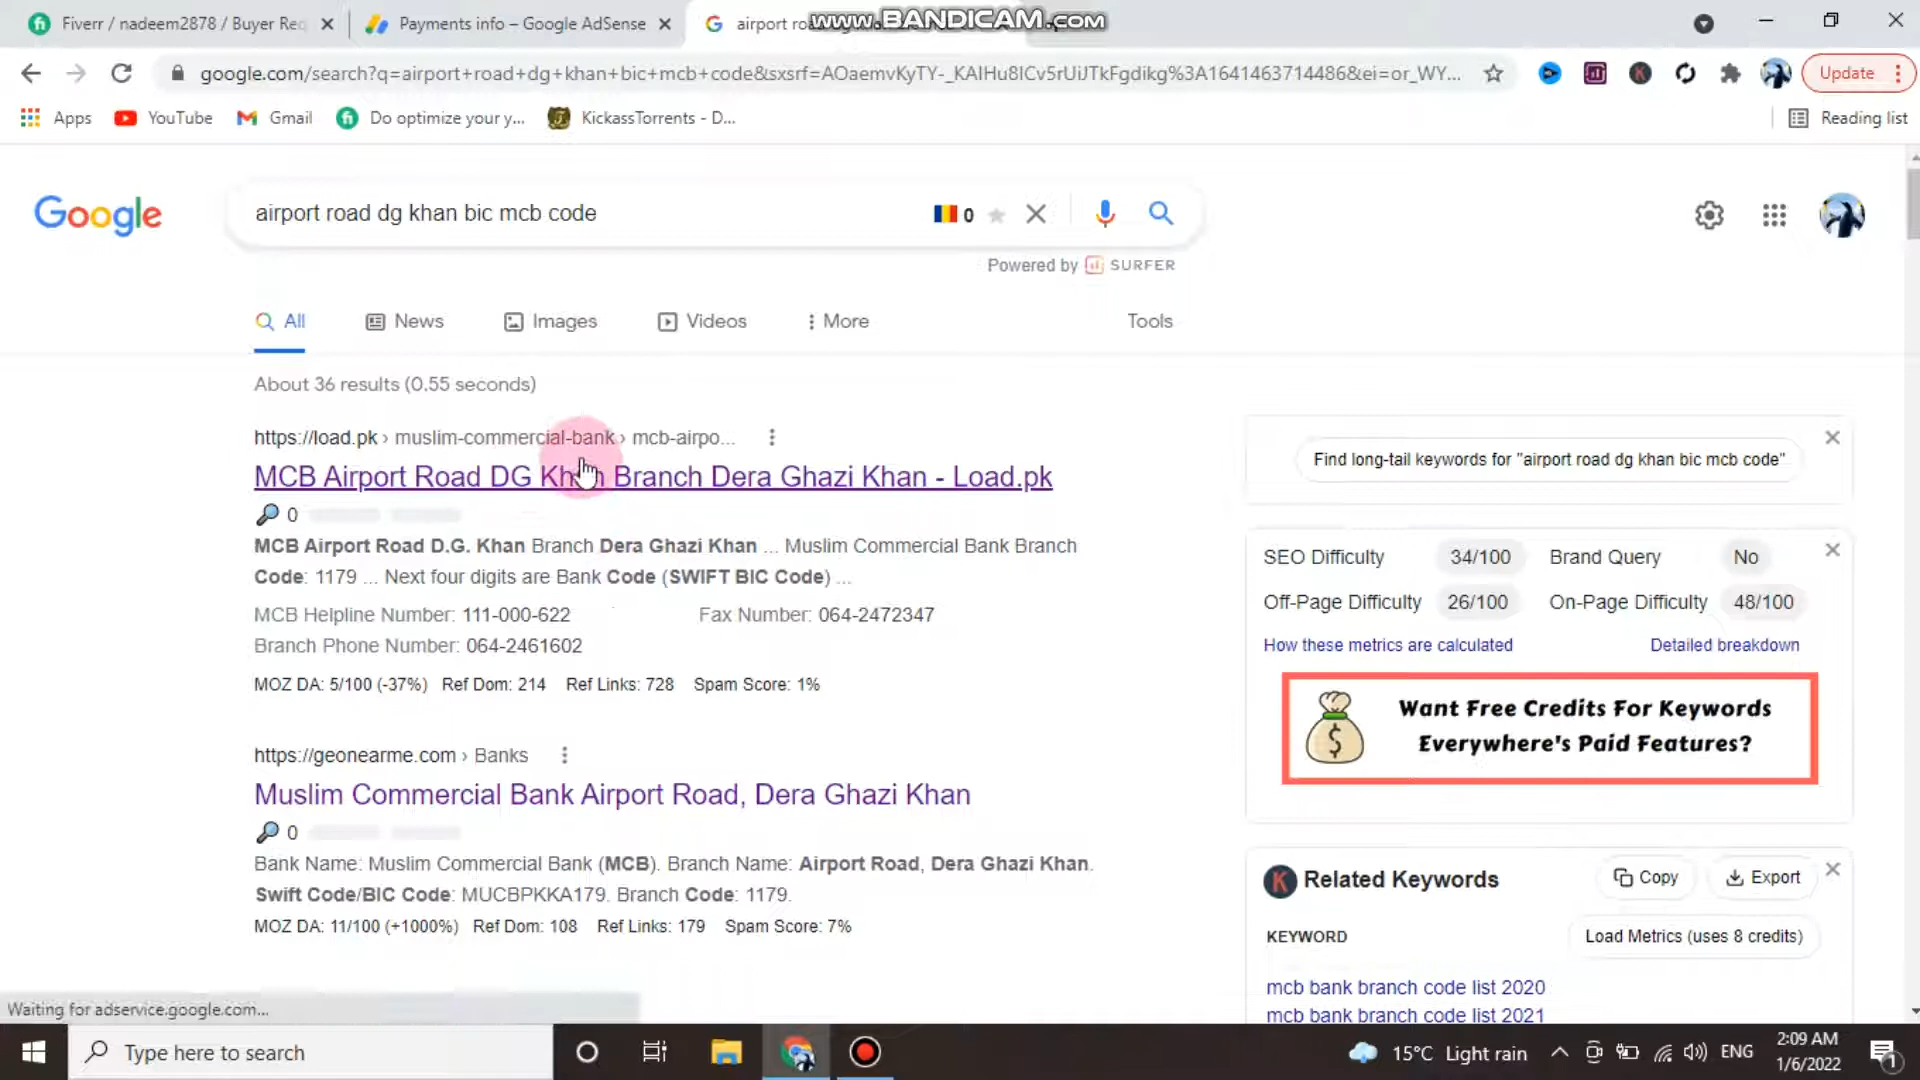 Fiverr / nadeem2878 / Buyer Req
Payments info – Google AdSense
airport roa
www.BANDICAM.com
google.com/search?q=airport+road+dg+khan+bic+mcb+code&sxsrf=AOaemvKyTY-_KAIHu8ICv5rUiJTkFgdikg%3A1641463714486&ei=or_WY...
Update
Apps
YouTube
Gmail
Do optimize your y...
KickassTorrents - D...
Reading list
Google
airport road dg khan bic mcb code
0
Powered by SURFER
All
News
Images
Videos
More
Tools
About 36 results (0.55 seconds)
https://load.pk › muslim-commercial-bank › mcb-airpo...
MCB Airport Road DG Khan Branch Dera Ghazi Khan - Load.pk
0
MCB Airport Road D.G. Khan Branch Dera Ghazi Khan ... Muslim Commercial Bank Branch
Code: 1179 ... Next four digits are Bank Code (SWIFT BIC Code) ...
MCB Helpline Number: 111-000-622
Fax Number: 064-2472347
Branch Phone Number: 064-2461602
MOZ DA: 5/100 (-37%) Ref Dom: 214 Ref Links: 728 Spam Score: 1%
https://geonearme.com › Banks
Muslim Commercial Bank Airport Road, Dera Ghazi Khan
0
Bank Name: Muslim Commercial Bank (MCB). Branch Name: Airport Road, Dera Ghazi Khan.
Swift Code/BIC Code: MUCBPKKA179. Branch Code: 1179.
MOZ DA: 11/100 (+1000%) Ref Dom: 108 Ref Links: 179 Spam Score: 7%
Find long-tail keywords for "airport road dg khan bic mcb code"
SEO Difficulty 34/100 Brand Query No
Off-Page Difficulty 26/100 On-Page Difficulty 48/100
How these metrics are calculated
Detailed breakdown
Want Free Credits For Keywords
Everywhere's Paid Features?
K
Related Keywords
Copy
Export
KEYWORD
Load Metrics (uses 8 credits)
mcb bank branch code list 2020
mcb bank branch code list 2021
Waiting for adservice.google.com...
Type here to search
15°C Light rain
ENG
2:09 AM
1/6/2022
1